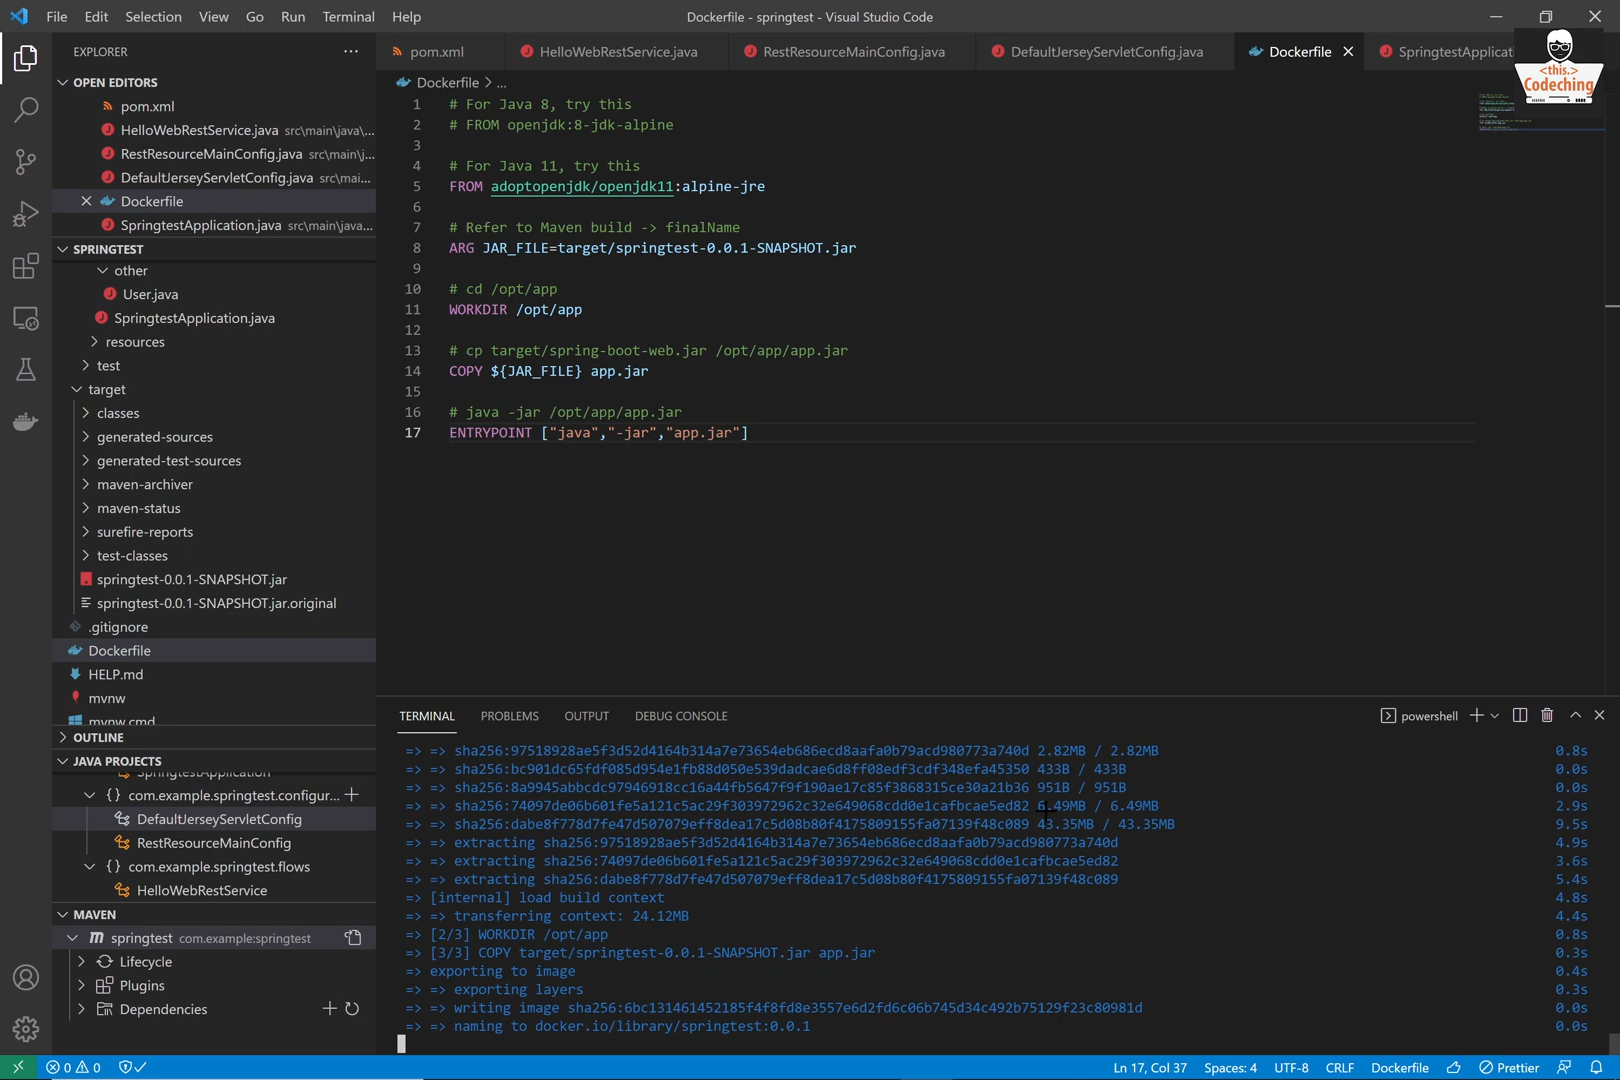 File Edit Selection View Go Run Terminal Help
Dockerfile - springtest - Visual Studio Code
EXPLORER
pom.xml
HelloWebRestService.java
RestResourceMainConfig.java
DefaultJerseyServletConfig.java
Dockerfile
SpringtestApplicati
<this.>
Codeching
OPEN EDITORS
pom.xml
HelloWebRestService.java src\main\java\...
RestResourceMainConfig.java src\main\j...
DefaultJerseyServletConfig.java src\mai...
Dockerfile
SpringtestApplication.java src\main\java...
SPRINGTEST
other
User.java
SpringtestApplication.java
resources
test
target
classes
generated-sources
generated-test-sources
maven-archiver
maven-status
surefire-reports
test-classes
springtest-0.0.1-SNAPSHOT.jar
springtest-0.0.1-SNAPSHOT.jar.original
.gitignore
Dockerfile
HELP.md
mvnw
mvnw.cmd
OUTLINE
JAVA PROJECTS
SpringtestApplication
{} com.example.springtest.configur...
DefaultJerseyServletConfig
RestResourceMainConfig
{} com.example.springtest.flows
HelloWebRestService
MAVEN
springtest com.example:springtest
Lifecycle
Plugins
Dependencies
Dockerfile > ...
1 # For Java 8, try this
2 # FROM openjdk:8-jdk-alpine
3
4 # For Java 11, try this
5 FROM adoptopenjdk/openjdk11:alpine-jre
6
7 # Refer to Maven build -> finalName
8 ARG JAR_FILE=target/springtest-0.0.1-SNAPSHOT.jar
9
10 # cd /opt/app
11 WORKDIR /opt/app
12
13 # cp target/spring-boot-web.jar /opt/app/app.jar
14 COPY ${JAR_FILE} app.jar
15
16 # java -jar /opt/app/app.jar
17 ENTRYPOINT ["java","-jar","app.jar"]
TERMINAL PROBLEMS OUTPUT DEBUG CONSOLE
powershell
=> => sha256:97518928ae5f3d52d4164b314a7e73654eb686ecd8aafa0b79acd980773a740d 2.82MB / 2.82MB 0.8s
=> => sha256:bc901dc65fdf085d954e1fb88d050e539dadcae6d8ff08edf3cdf348efa45350 433B / 433B 0.0s
=> => sha256:8a9945abbcdc97946918cc16a44fb5647f9f190ae17c85f3868315ce30a21b36 951B / 951B 0.0s
=> => sha256:74097de06b601fe5a121c5ac29f303972962c32e649068cdd0e1cafbcae5ed82 6.49MB / 6.49MB 2.9s
=> => sha256:dabe8f778d7fe47d507079eff8dea17c5d08b80f4175809155fa07139f48c089 43.35MB / 43.35MB 9.5s
=> => extracting sha256:97518928ae5f3d52d4164b314a7e73654eb686ecd8aafa0b79acd980773a740d 4.9s
=> => extracting sha256:74097de06b601fe5a121c5ac29f303972962c32e649068cdd0e1cafbcae5ed82 3.6s
=> => extracting sha256:dabe8f778d7fe47d507079eff8dea17c5d08b80f4175809155fa07139f48c089 5.4s
=> [internal] load build context 4.8s
=> => transferring context: 24.12MB 4.4s
=> [2/3] WORKDIR /opt/app 0.8s
=> [3/3] COPY target/springtest-0.0.1-SNAPSHOT.jar app.jar 0.3s
=> exporting to image 0.4s
=> => exporting layers 0.3s
=> => writing image sha256:6bc131461452185f4f8fd8e3557e6d2fd6c06b745d34c492b75129f23c80981d 0.0s
=> => naming to docker.io/library/springtest:0.0.1 0.0s
0 0
Ln 17, Col 37 Spaces: 4 UTF-8 CRLF Dockerfile Prettier